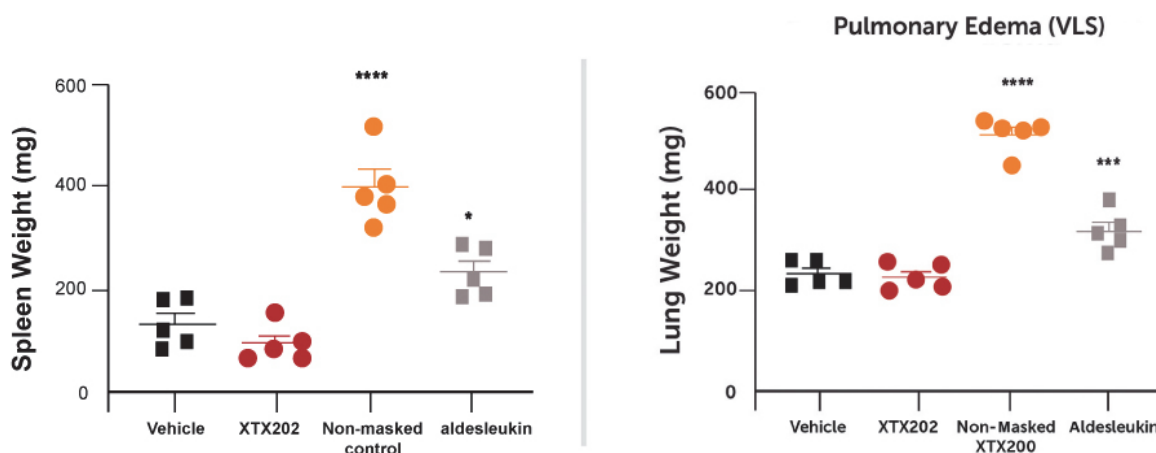 Spleen Weight (mg)
600
400
200
0
****
*
Vehicle
XTX202
Non-masked
control
aldesleukin
Pulmonary Edema (VLS)
Lung Weight (mg)
600
400
200
0
****
***
Vehicle
XTX202
Non-Masked
XTX200
Aldesleukin